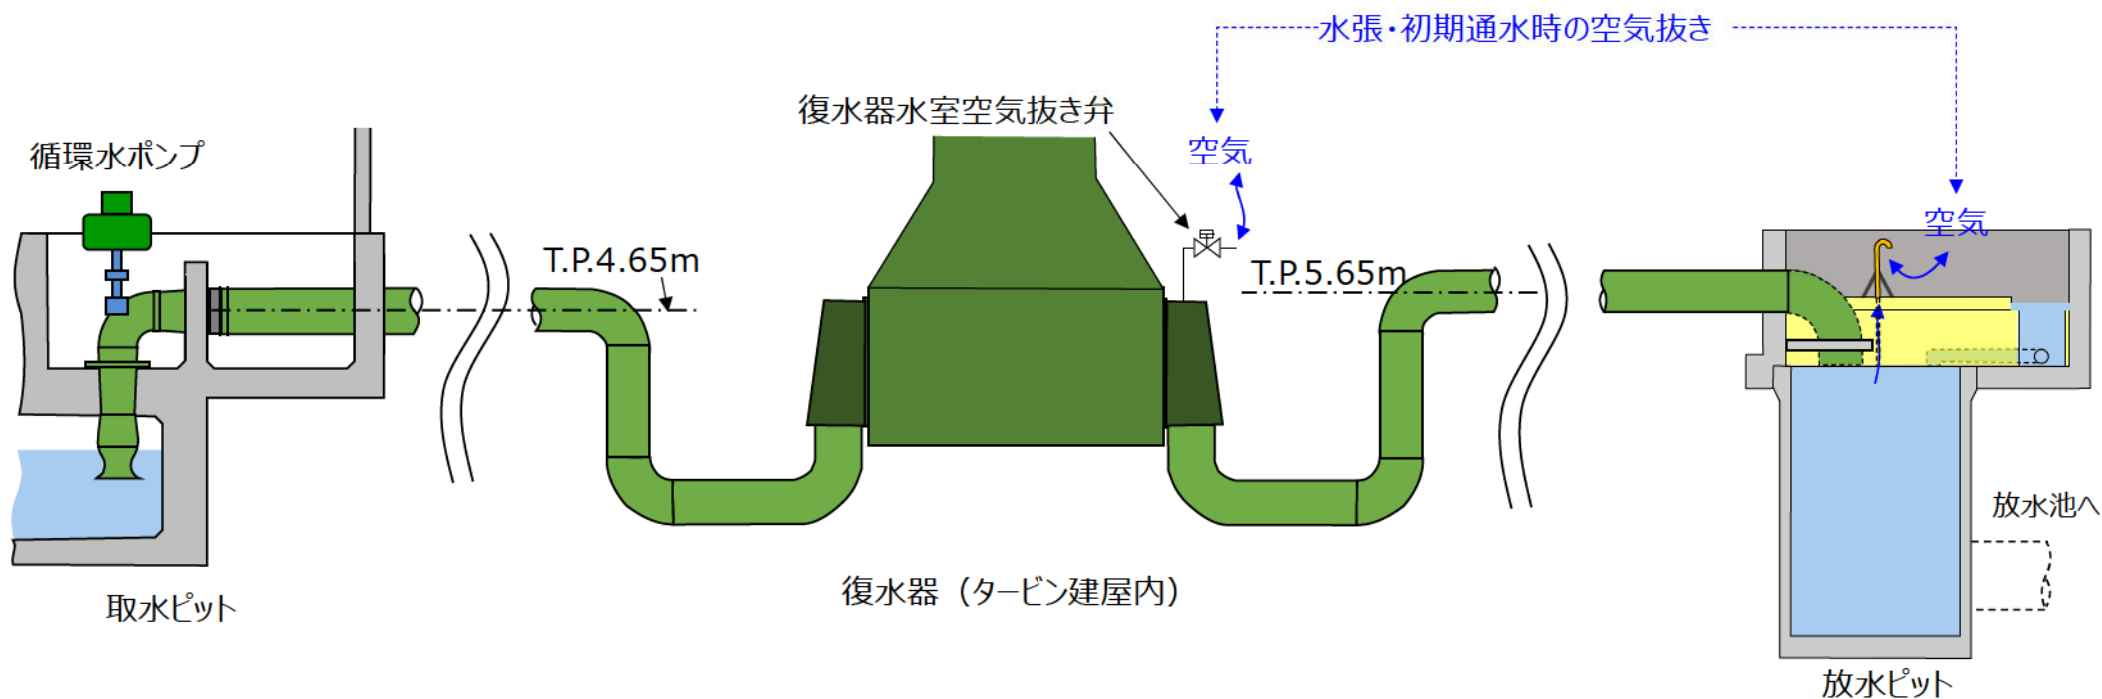 水張・初期通水時の空気抜き
復水器水室空気抜き弁
循環水ポンプ
空気
空気
T.P.4.65m
T.P.5.65m
放水池へ
復水器（タービン建屋内）
取水ピット
放水ピット